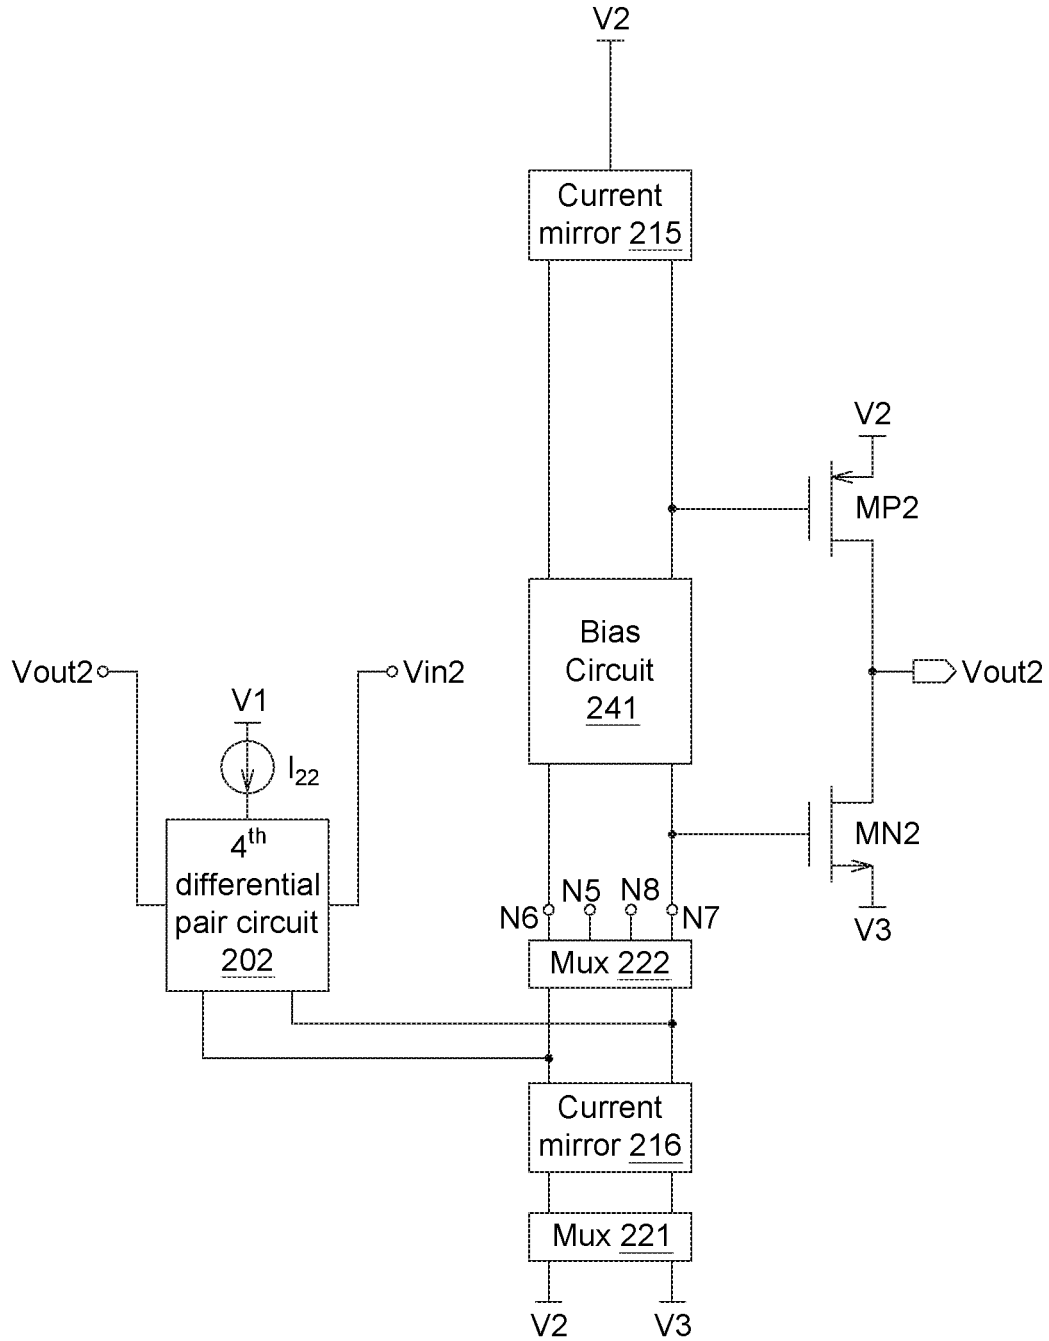 V2
Current
mirror 215
V2
MP2
Bias
Circuit
241
Vout2
Vin2
Vout2
V1
I22
MN2
4th
differential
pair circuit
202
N5
N8
N6
N7
V3
Mux 222
Current
mirror 216
Mux 221
V2
V3